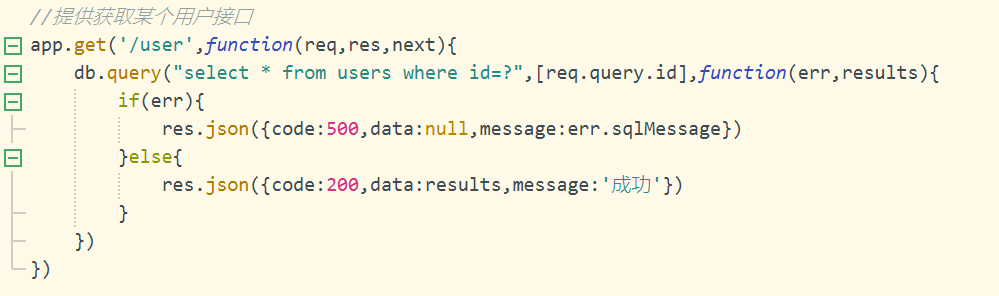 //提供获取某个用户接口
app.get('/user',function(req,res,next){
db.query("select * from users where id=?",[req.query.id],function(err,results){
if(err){
res.json({code:500,data:null,message:err.sqlMessage})
}else{
res.json({code:200,data:results,message:'成功'})
}
})
})